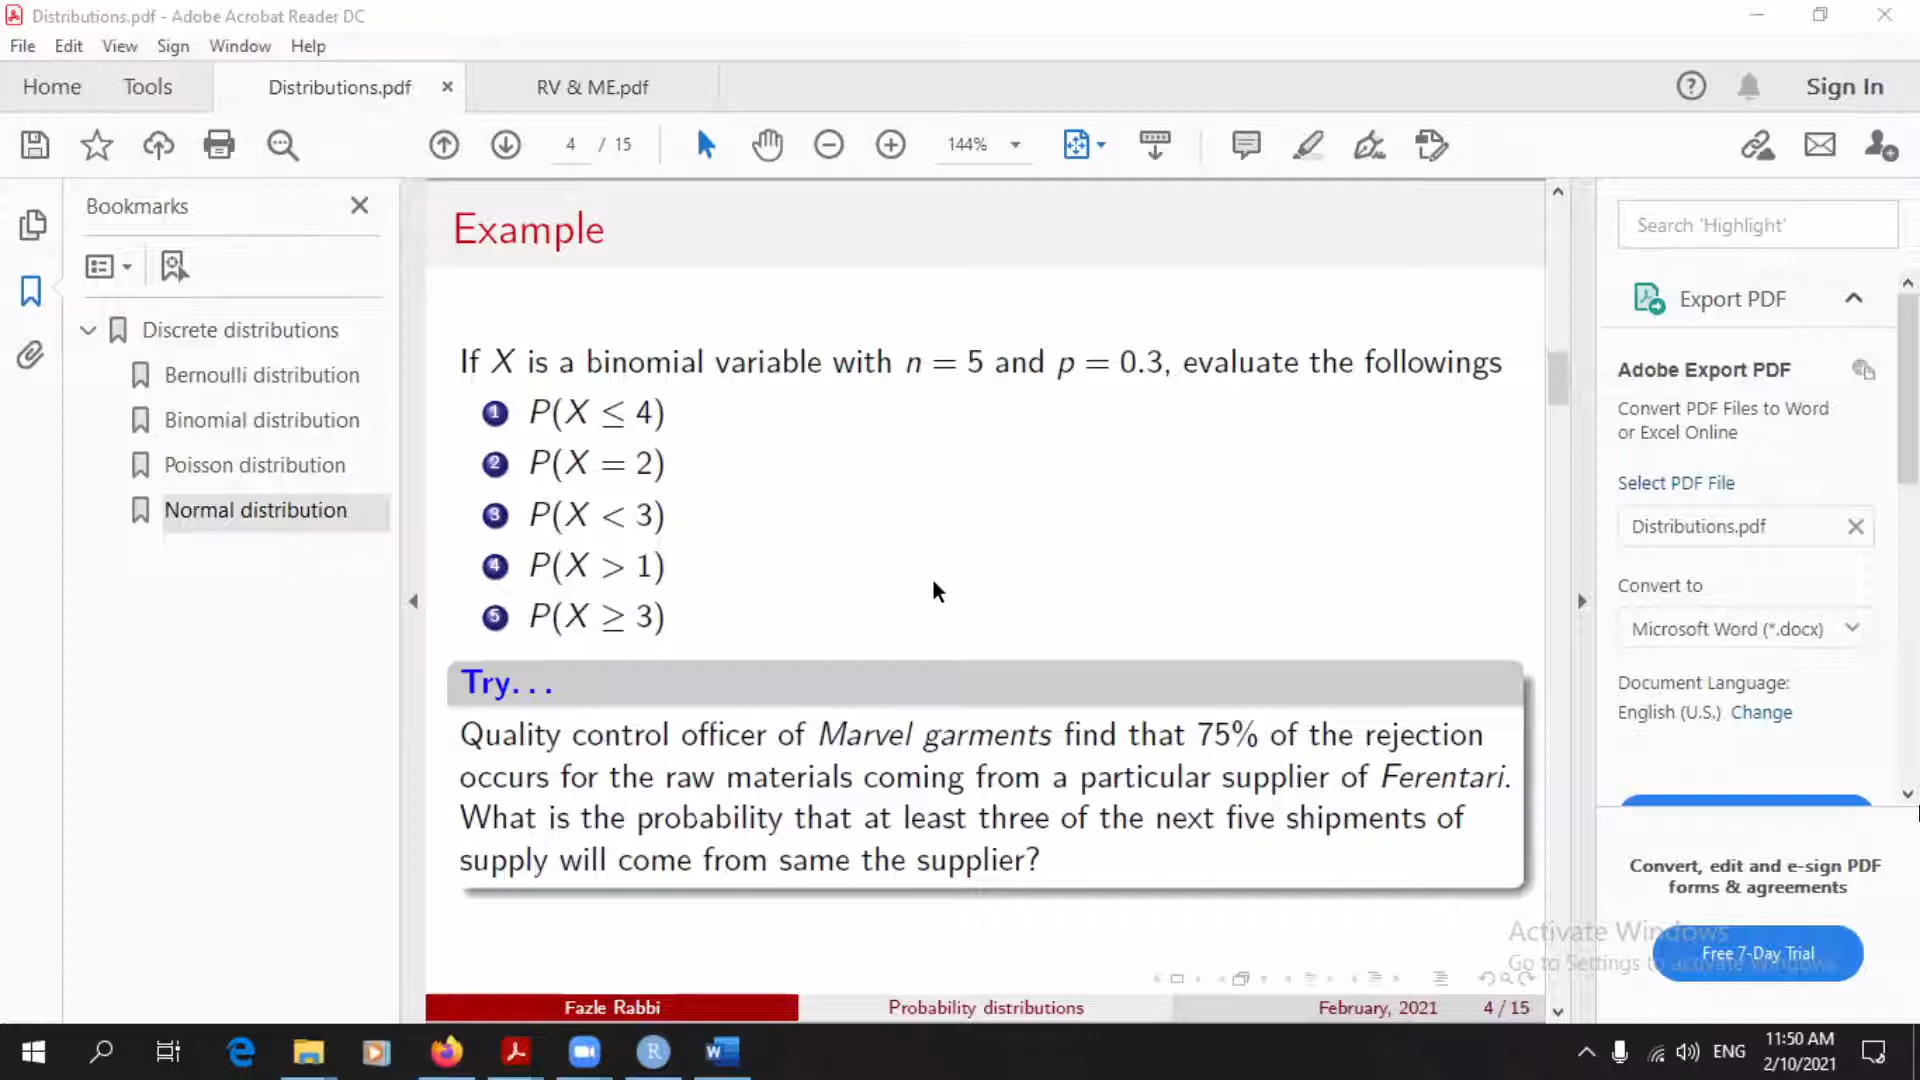 Distributions.pdf - Adobe Acrobat Reader DC
File Edit View Sign Window Help
Home Tools Distributions.pdf × RV & ME.pdf Sign In
4 / 15 144%
Bookmarks
Discrete distributions
Bernoulli distribution
Binomial distribution
Poisson distribution
Normal distribution
Example
If X is a binomial variable with n = 5 and p = 0.3, evaluate the followings
1 P(X ≤ 4)
2 P(X = 2)
3 P(X < 3)
4 P(X > 1)
5 P(X ≥ 3)
Try...
Quality control officer of Marvel garments find that 75% of the rejection
occurs for the raw materials coming from a particular supplier of Ferentari.
What is the probability that at least three of the next five shipments of
supply will come from same the supplier?
Fazle Rabbi Probability distributions February, 2021 4 / 15
Search 'Highlight'
Export PDF
Adobe Export PDF
Convert PDF Files to Word
or Excel Online
Select PDF File
Distributions.pdf
Convert to
Microsoft Word (*.docx)
Document Language:
English (U.S.) Change
Convert, edit and e-sign PDF
forms & agreements
Free 7-Day Trial
Activate Windows
Go to Settings to activate Windows.
ENG 11:50 AM
2/10/2021